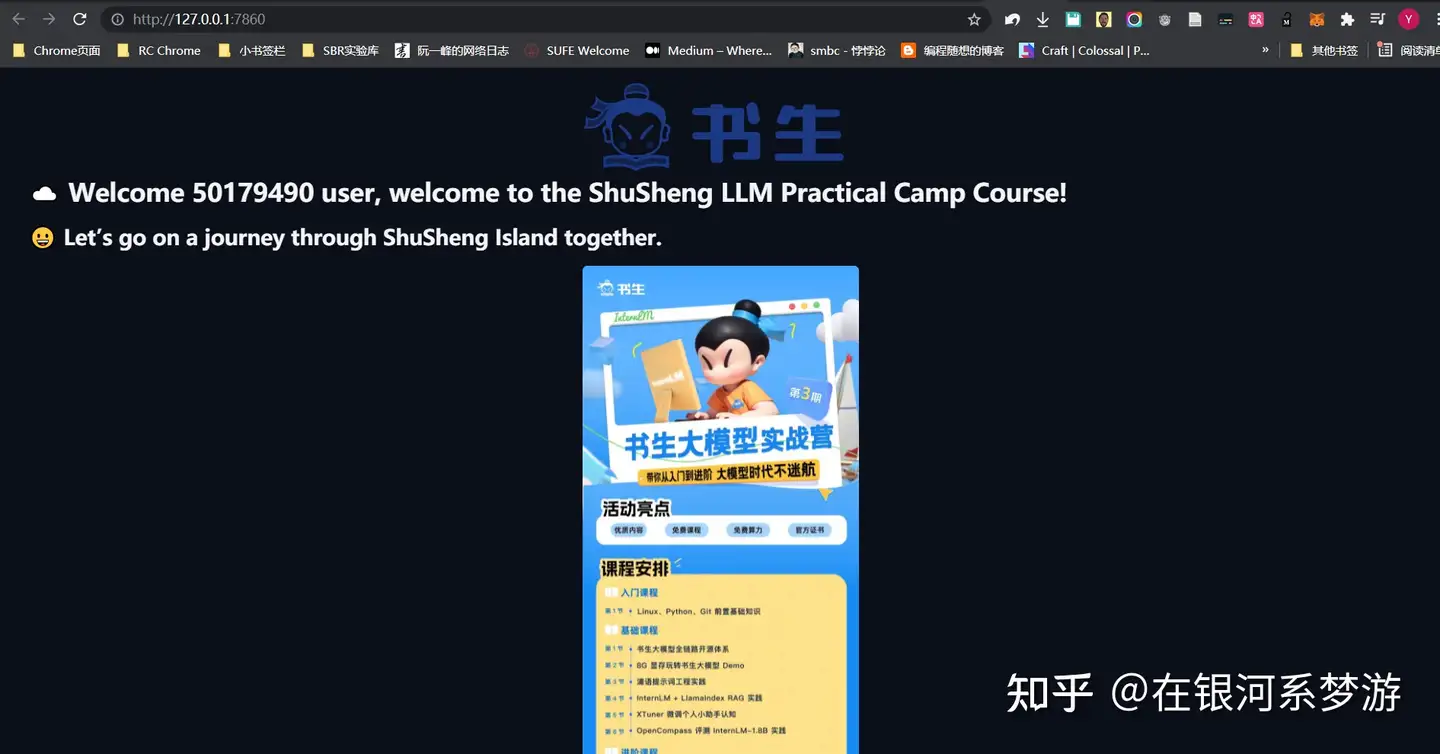 http://127.0.0.1:7860
Chrome页面 RC Chrome 小书签栏 SBR实验库 阮一峰的网络日志 SUFE Welcome Medium – Where... smbc - 悖悖论 编程随想的博客 Craft | Colossal | P... » 其他书签 阅读清单
书生
Welcome 50179490 user, welcome to the ShuSheng LLM Practical Camp Course!
Let's go on a journey through ShuSheng Island together.
书生
InternLM
第3期
书生大模型实战营
带你从入门到进阶 大模型时代不迷航
活动亮点
优质内容 免费课程 免费算力 官方证书
课程安排
入门课程
第1节 Linux、Python、Git 前置基础知识
基础课程
第1节 书生大模型全链路开源体系
第2节 8G 显存玩转书生大模型 Demo
第3节 浦语提示词工程实践
第4节 InternLM + LlamaIndex RAG 实践
第5节 XTuner 微调个人小助手认知
第6节 OpenCompass 评测 InternLM-1.8B 实践
进阶课程
知乎 @在银河系梦游